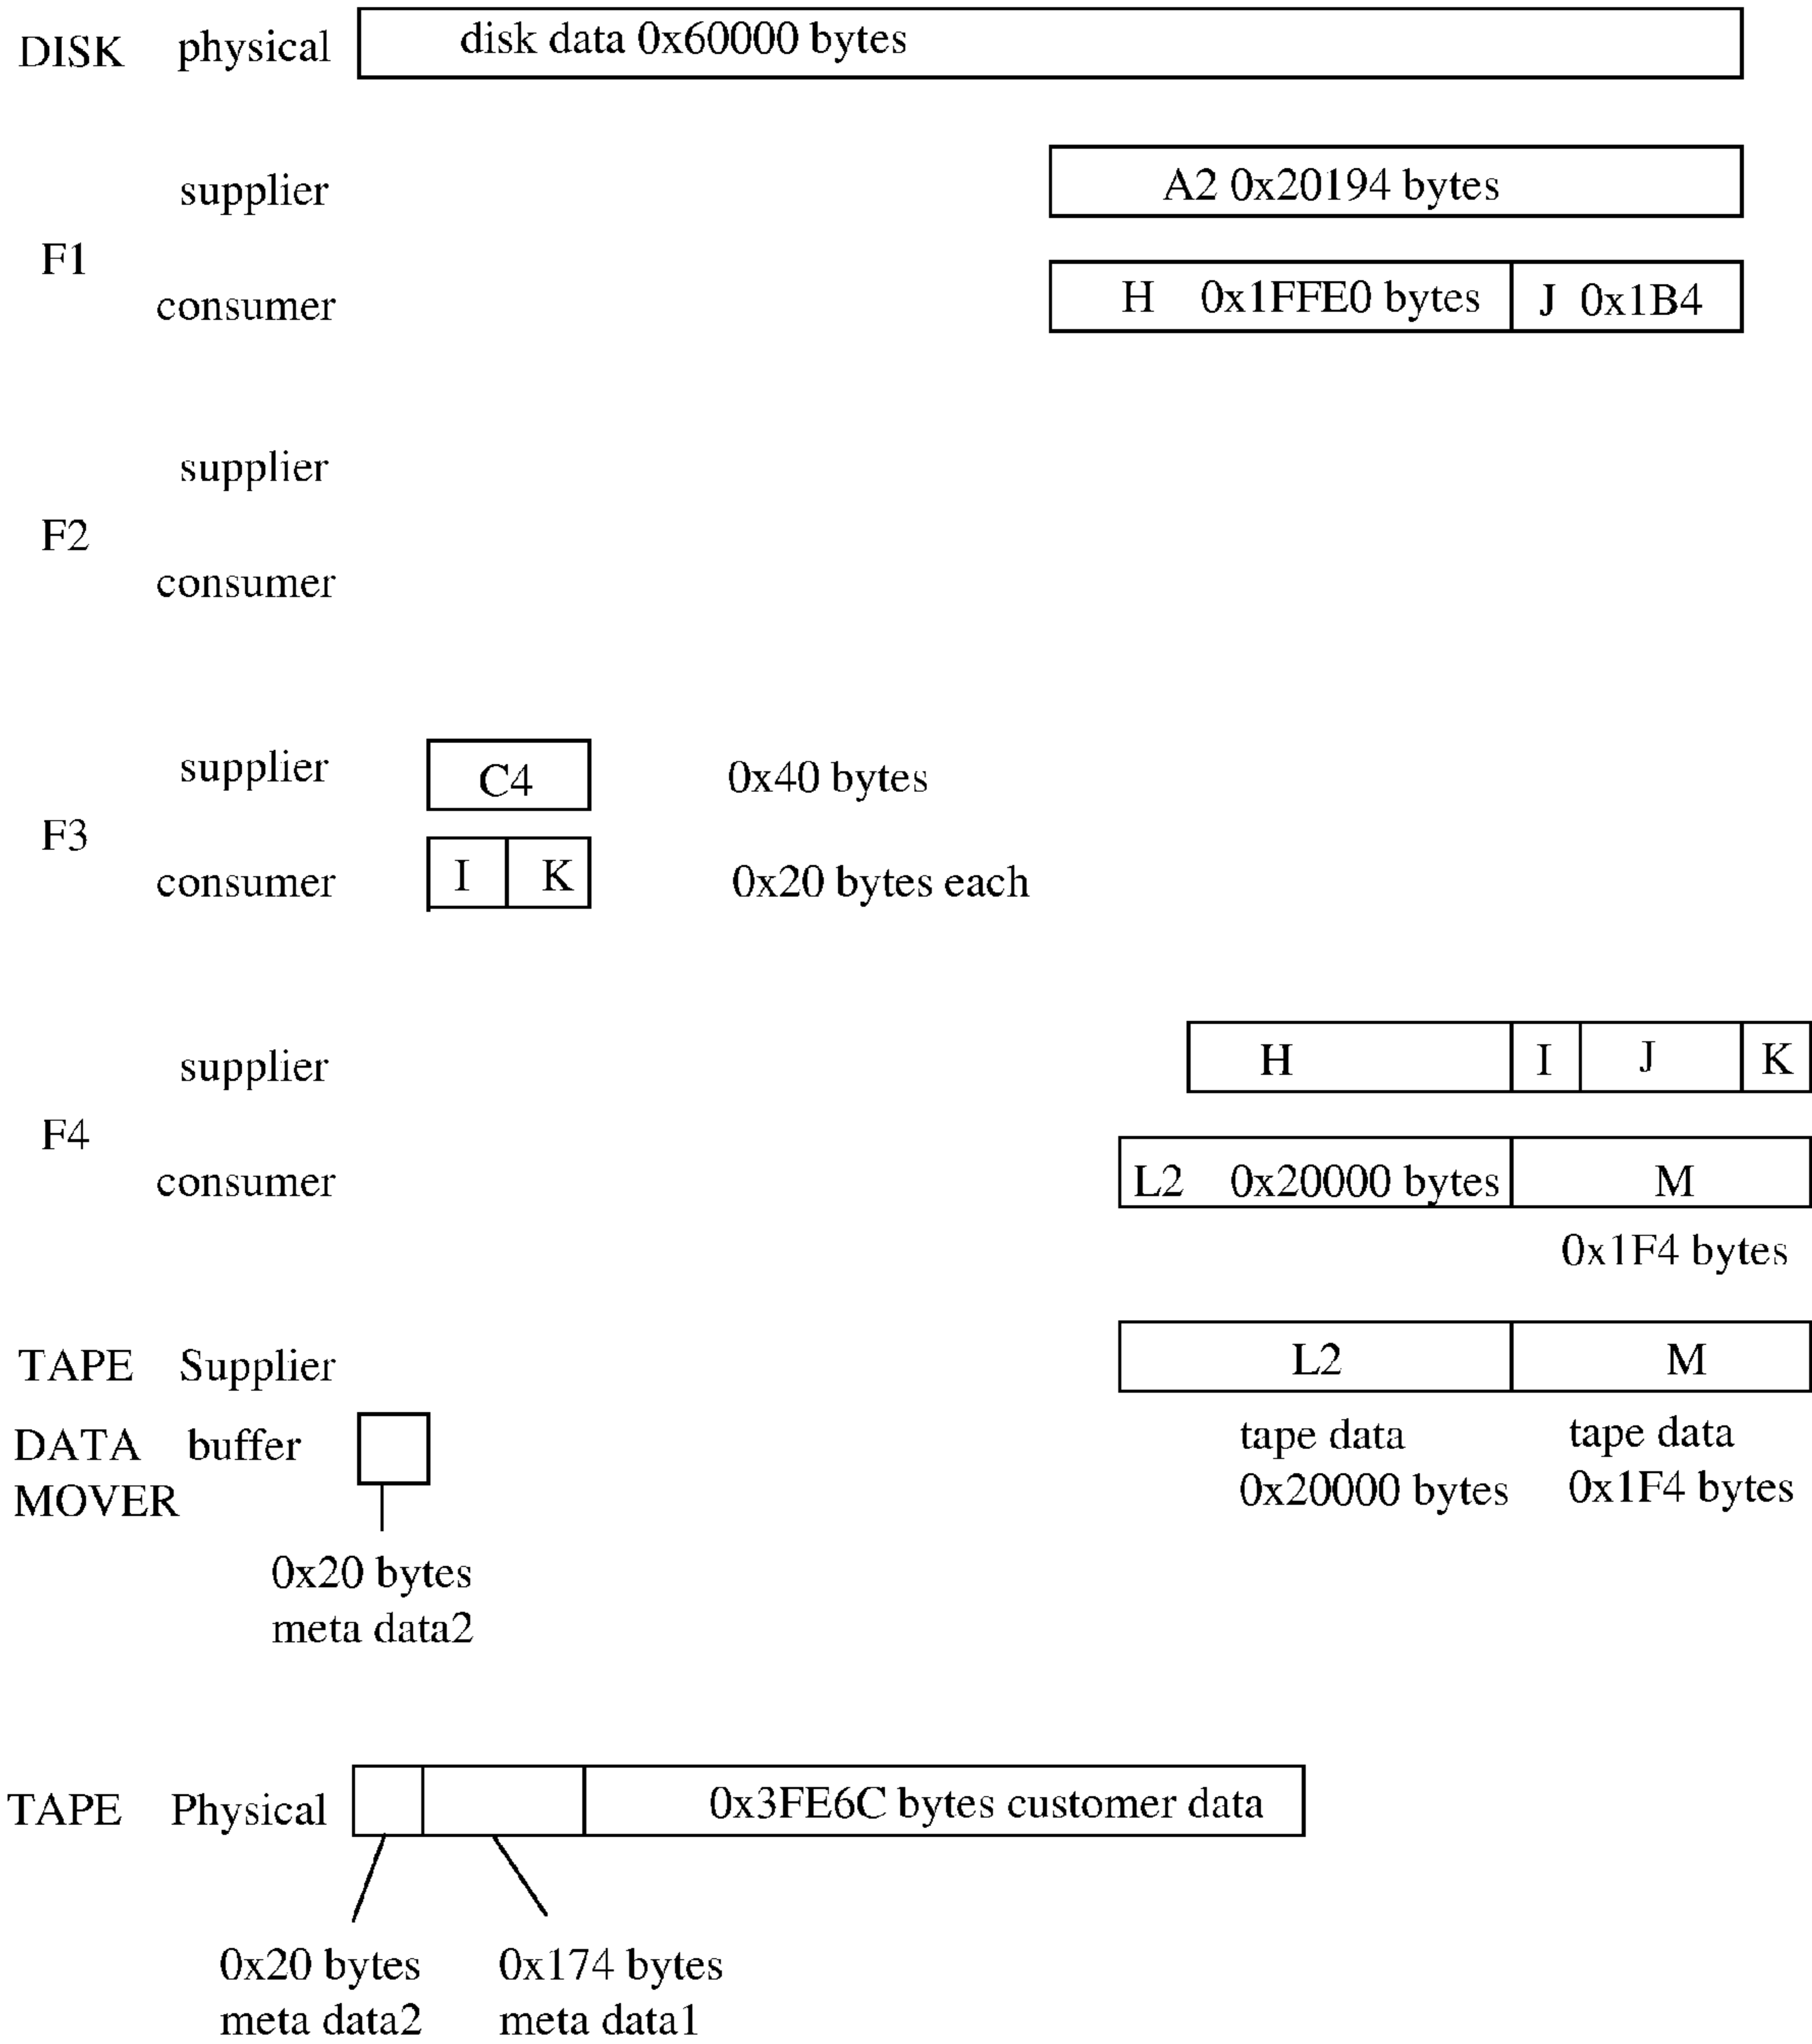 DISK physical disk data 0x60000 bytes
supplier A2 0x20194 bytes
F1
consumer H 0x1FFE0 bytes J 0x1B4
supplier
F2
consumer
supplier C4 0x40 bytes
F3
consumer I K 0x20 bytes each
supplier H I J K
F4
consumer L2 0x20000 bytes M
0x1F4 bytes
TAPE Supplier L2 M
DATA buffer tape data tape data
MOVER 0x20000 bytes 0x1F4 bytes
0x20 bytes
meta data2
TAPE Physical 0x3FE6C bytes customer data
0x20 bytes 0x174 bytes
meta data2 meta data1